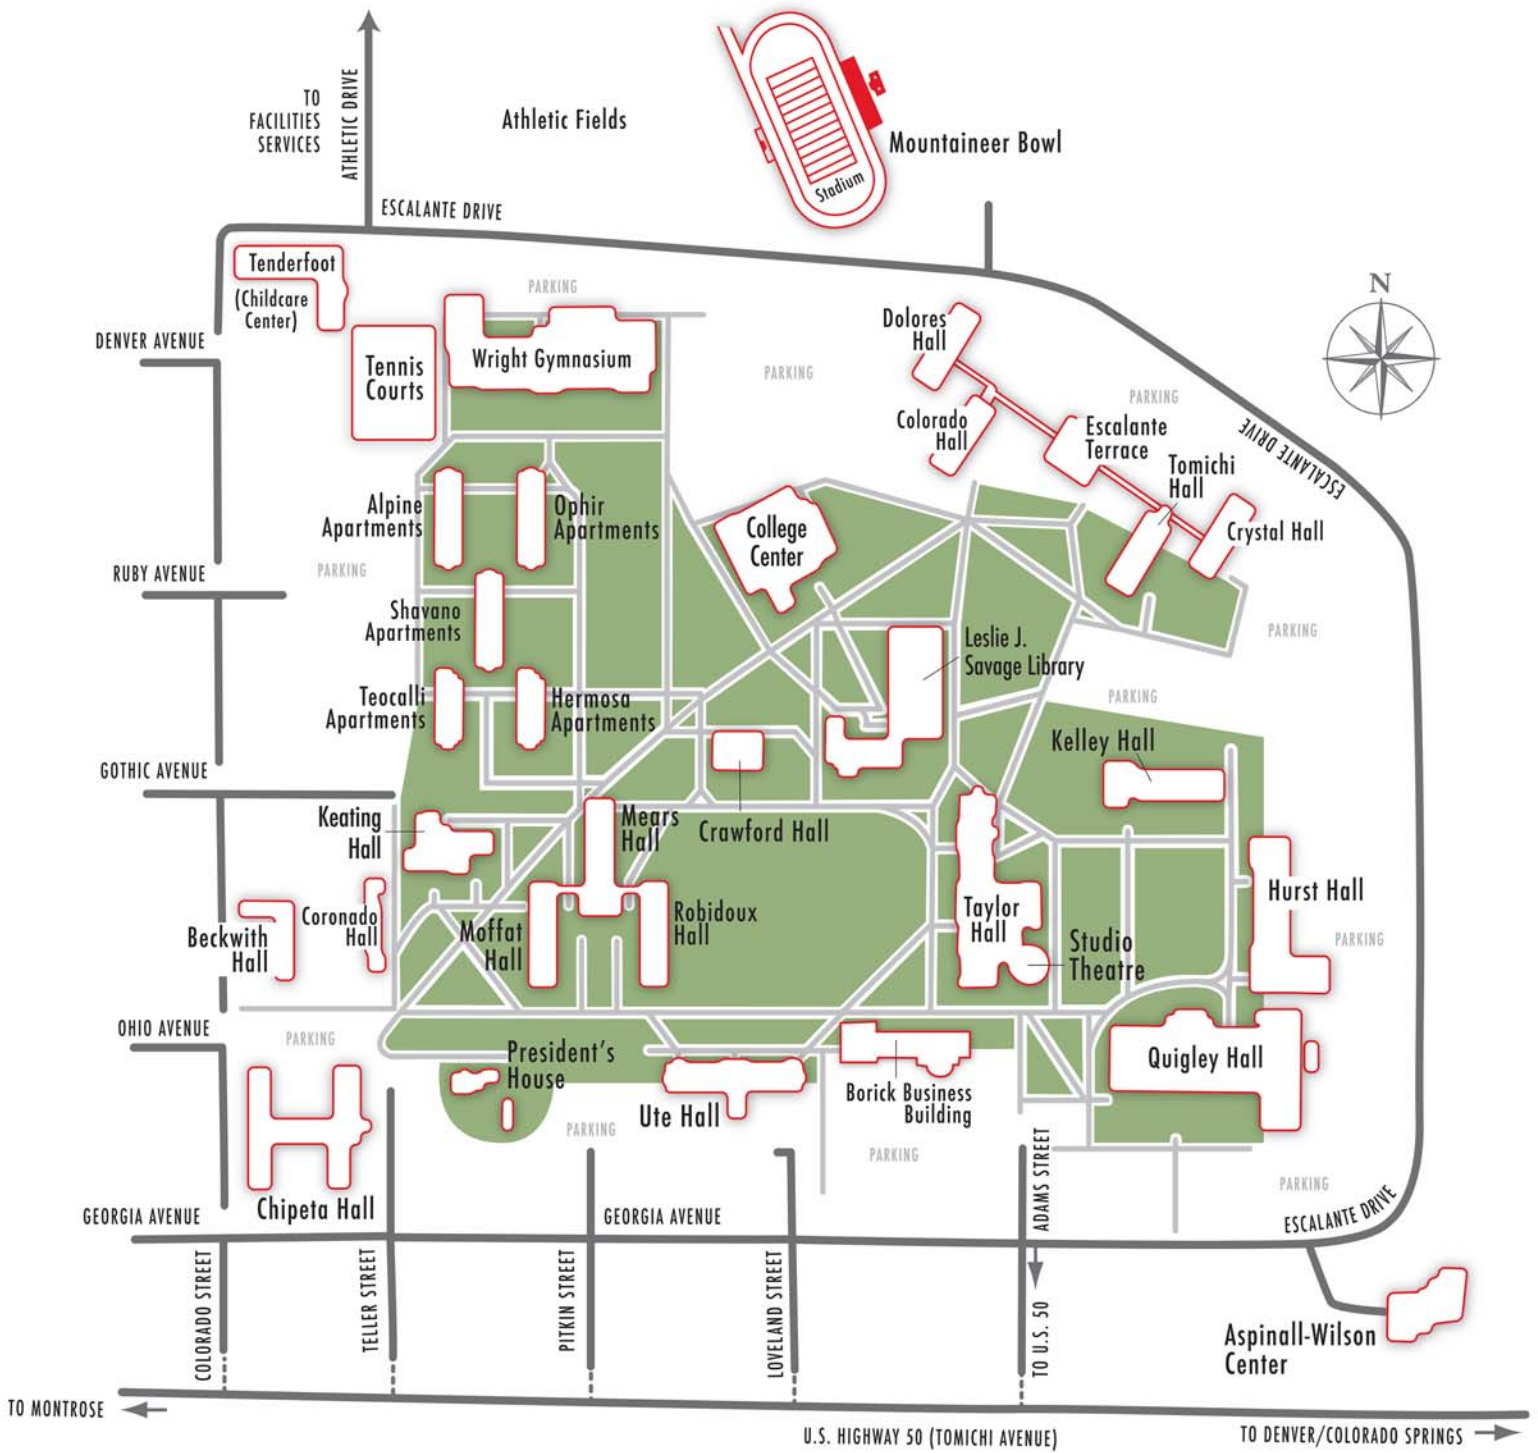 TO
FACILITIES
SERVICES
ATHLETIC DRIVE
Athletic Fields
Mountaineer Bowl
Stadium
ESCALANTE DRIVE
Tenderfoot
(Childcare
Center)
PARKING
N
DENVER AVENUE
Tennis
Courts
Wright Gymnasium
PARKING
Dolores
Hall
PARKING
Colorado
Hall
Escalante
Terrace
ESCALANTE DRIVE
Tomichi
Hall
Crystal Hall
Alpine
Apartments
Ophir
Apartments
College
Center
RUBY AVENUE
PARKING
Shavano
Apartments
Leslie J.
Savage Library
PARKING
Teocalli
Apartments
Hermosa
Apartments
PARKING
Kelley Hall
GOTHIC AVENUE
Keating
Hall
Mears
Hall
Crawford Hall
Hurst Hall
Beckwith
Hall
Coronado
Hall
Moffat
Hall
Robidoux
Hall
Taylor
Hall
Studio
Theatre
PARKING
OHIO AVENUE
PARKING
President's
House
Quigley Hall
Ute Hall
Borick Business
Building
PARKING
PARKING
ADAMS STREET
PARKING
Chipeta Hall
GEORGIA AVENUE
GEORGIA AVENUE
ESCALANTE DRIVE
COLORADO STREET
TELLER STREET
PITKIN STREET
LOVELAND STREET
TO U.S. 50
Aspinall-Wilson
Center
TO MONTROSE
U.S. HIGHWAY 50 (TOMICHI AVENUE)
TO DENVER/COLORADO SPRINGS